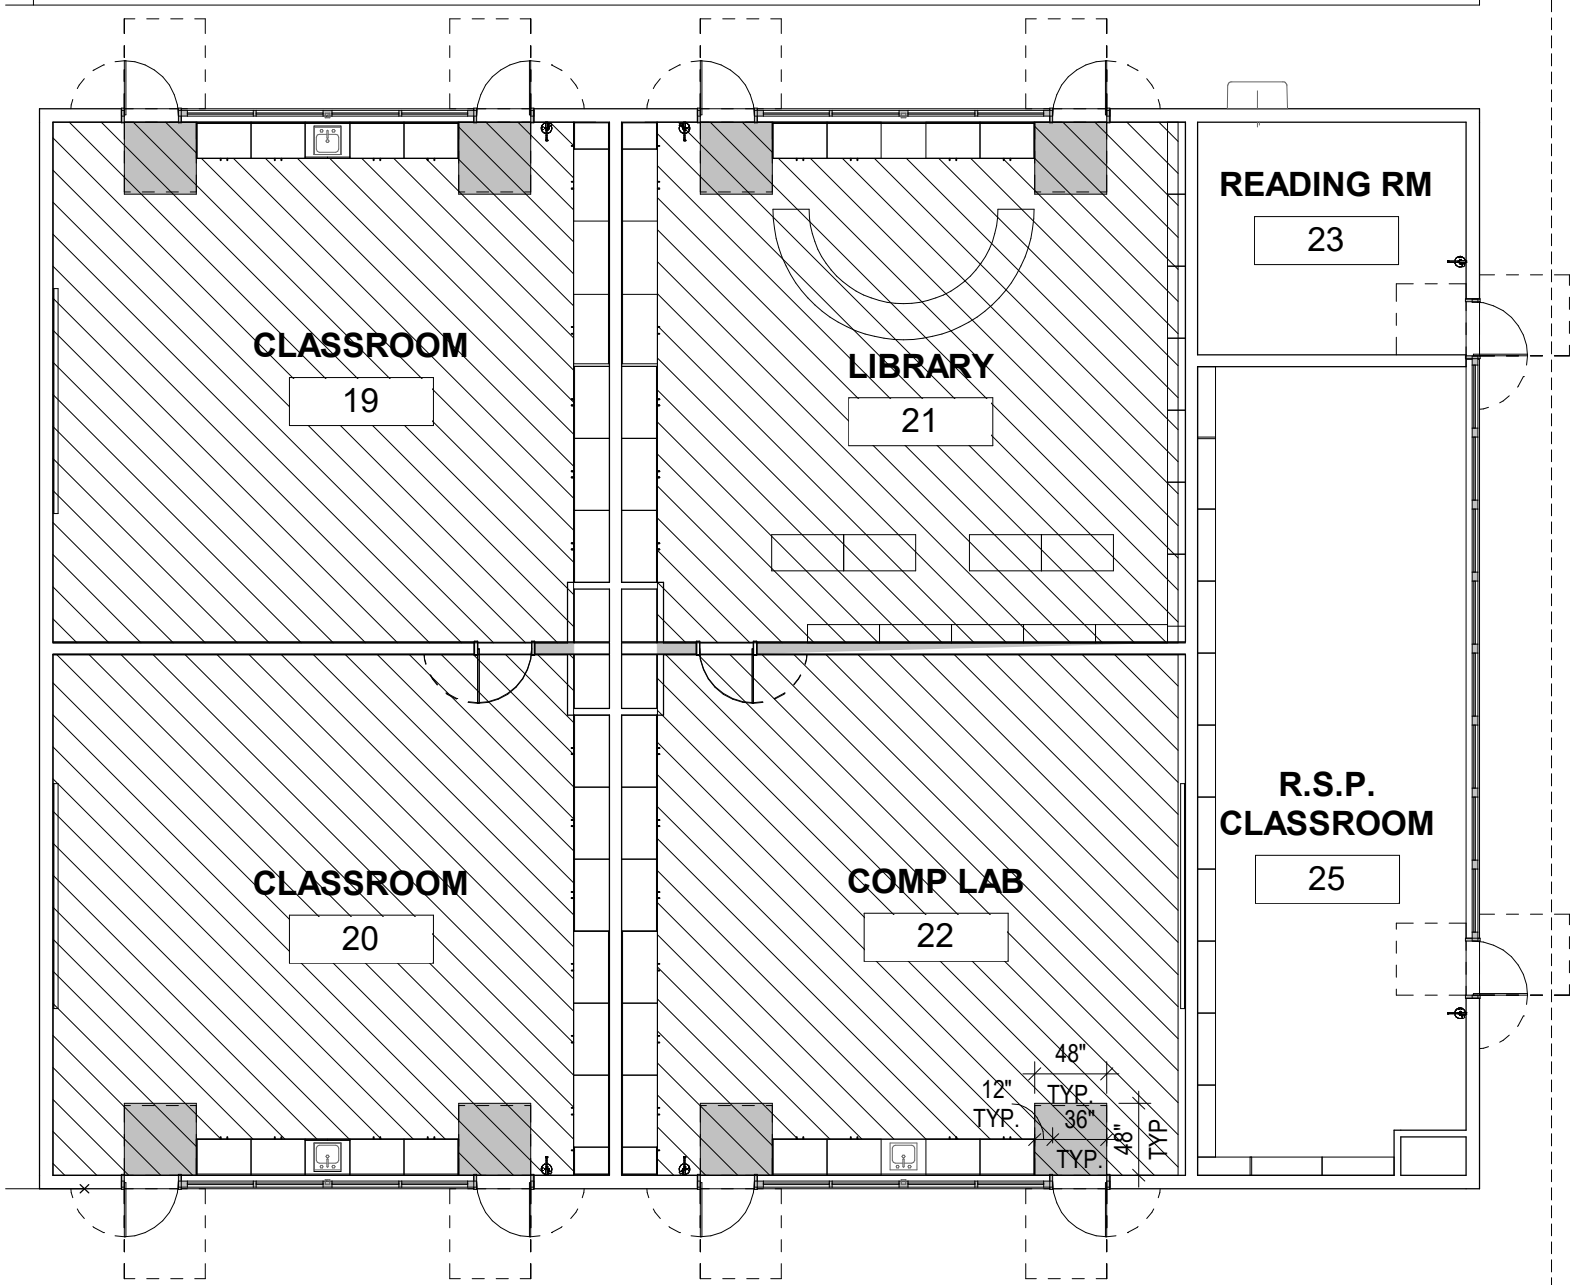 READING RM
23
CLASSROOM
19
LIBRARY
21
R.S.P.
CLASSROOM
25
CLASSROOM
20
COMP LAB
22
48"
TYP.
12"
TYP.
36"
TYP.
48"
TYP